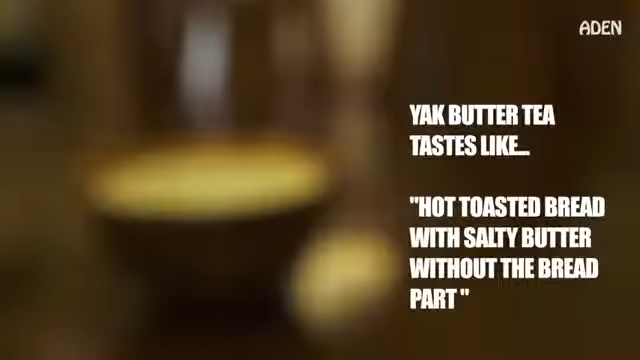 ADEN
YAK BUTTER TEA
TASTES LIKE...
"HOT TOASTED BREAD
WITH SALTY BUTTER
WITHOUT THE BREAD
PART "